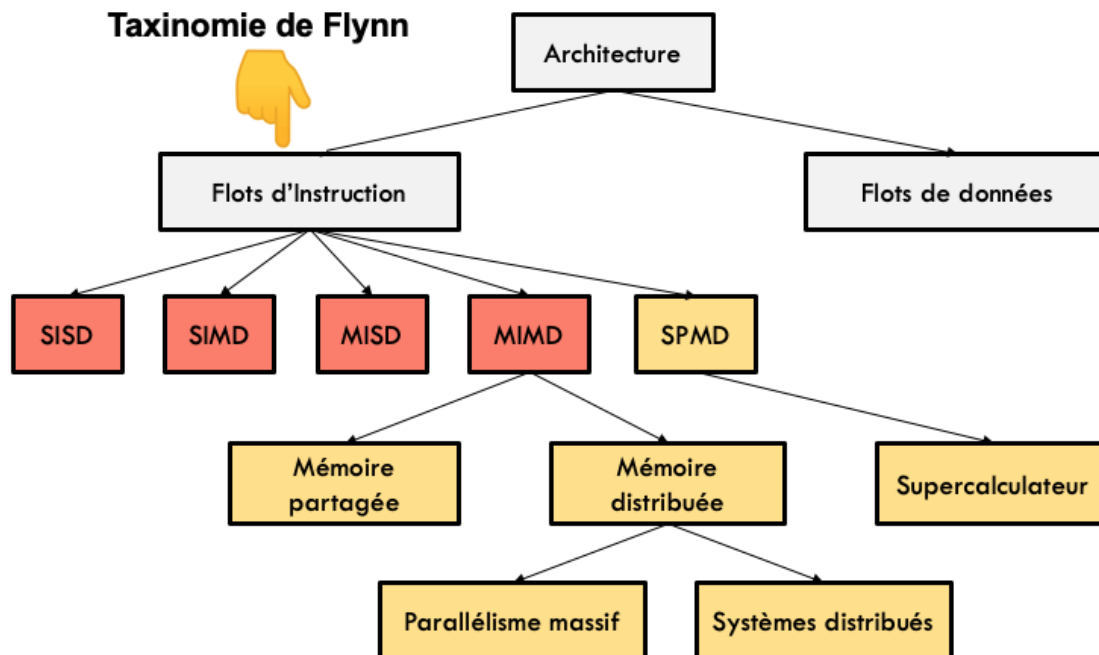 Taxinomie de Flynn
Architecture
Flots d'Instruction
Flots de données
SISD
SIMD
MISD
MIMD
SPMD
Mémoire
partagée
Mémoire
distribuée
Supercalculateur
Parallélisme massif
Systèmes distribués